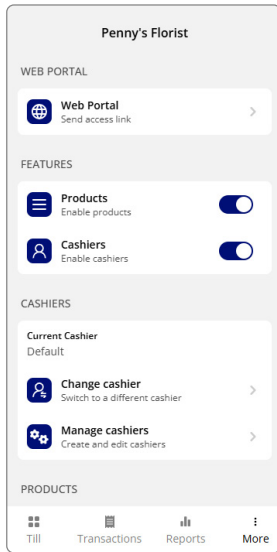 Penny's Florist
WEB PORTAL
Web Portal
Send access link
FEATURES
Products
Enable products
Cashiers
Enable cashiers
CASHIERS
Current Cashier
Default
Change cashier
Switch to a different cashier
Manage cashiers
Create and edit cashiers
PRODUCTS
Till Transactions Reports More